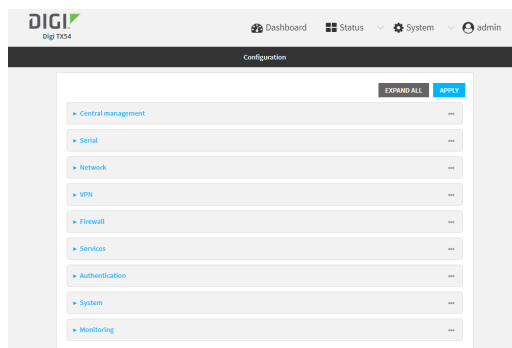 DIGI
Digi TX54
Dashboard
Status
System
admin
Configuration
EXPAND ALL
APPLY
Central management
Serial
Network
VPN
Firewall
Services
Authentication
System
Monitoring